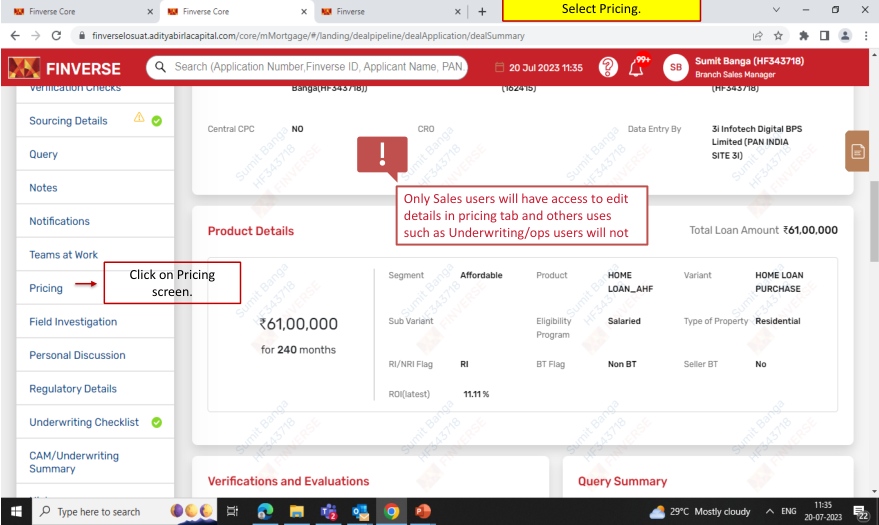 Select Pricing.
Finverse Core
Finverse Core
Finverse
finverselosuat.adityabirlacapital.com/core/mMortgage/#/landing/dealpipeline/dealApplication/dealSummary
FINVERSE
Search (Application Number,Finverse ID, Applicant Name, PAN
20 Jul 2023 11:35
99+
SB
Sumit Banga (HF343718)
Branch Sales Manager
Verification Checks
Sourcing Details
Query
Notes
Notifications
Teams at Work
Pricing
Field Investigation
Personal Discussion
Regulatory Details
Underwriting Checklist
CAM/Underwriting
Summary
Click on Pricing
screen.
Banga(HF343718))
(162415)
(HF343718)
Central CPC NO
CRO
Data Entry By 3i Infotech Digital BPS
Limited (PAN INDIA
SITE 3I)
!
Only Sales users will have access to edit
details in pricing tab and others uses
such as Underwriting/ops users will not
Product Details
Total Loan Amount ₹61,00,000
₹61,00,000
for 240 months
Segment Affordable
Product HOME
LOAN_AHF
Variant HOME LOAN
PURCHASE
Sub Variant
Eligibility
Program
Salaried
Type of Property Residential
RI/NRI Flag RI
BT Flag Non BT
Seller BT No
ROI(latest) 11.11 %
Verifications and Evaluations
Query Summary
Sumit Banga
HF343718
FINVERSE
Type here to search
29°C Mostly cloudy
ENG
11:35
20-07-2023
22